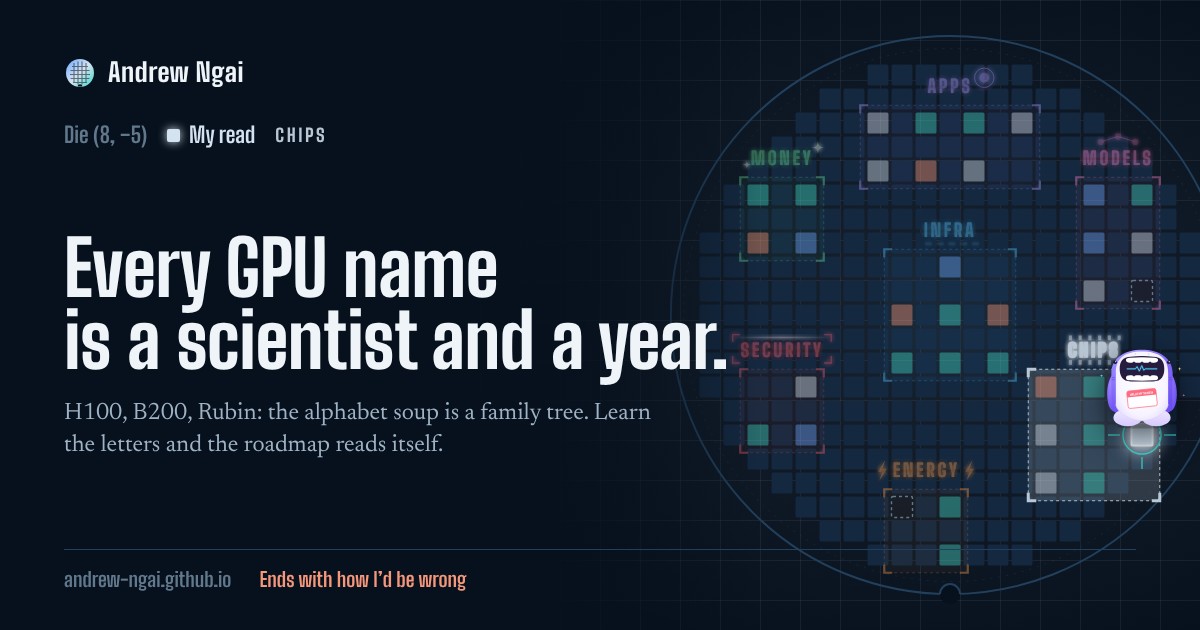 Andrew Ngai
Die (8, −5) My read CHIPS
Every GPU name
is a scientist and a year.
H100, B200, Rubin: the alphabet soup is a family tree. Learn
the letters and the roadmap reads itself.
APPS
MONEY
MODELS
INFRA
SECURITY
CHIPS
ENERGY
andrew-ngai.github.io Ends with how I’d be wrong